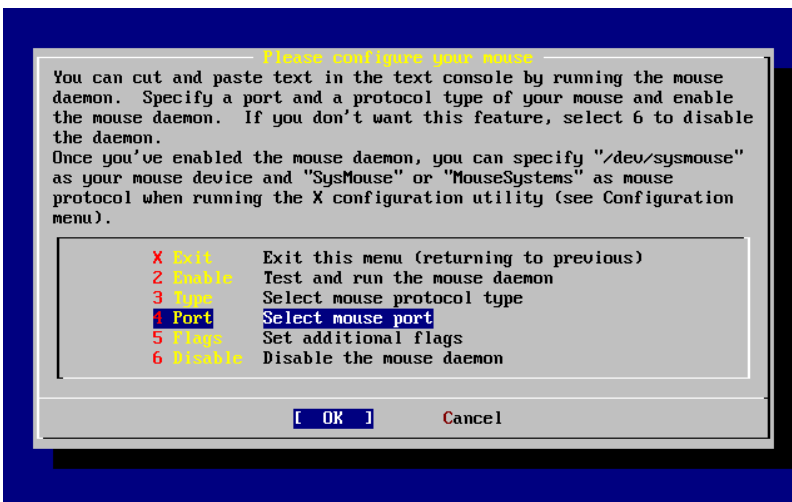 Please configure your mouse
You can cut and paste text in the text console by running the mouse
daemon.  Specify a port and a protocol type of your mouse and enable
the mouse daemon.  If you don't want this feature, select 6 to disable
the daemon.
Once you've enabled the mouse daemon, you can specify "/dev/sysmouse"
as your mouse device and "SysMouse" or "MouseSystems" as mouse
protocol when running the X configuration utility (see Configuration
menu).
X Exit Exit this menu (returning to previous)
2 Enable Test and run the mouse daemon
3 Type Select mouse protocol type
4 Port Select mouse port
5 Flags Set additional flags
6 Disable Disable the mouse daemon
[ OK ] Cancel